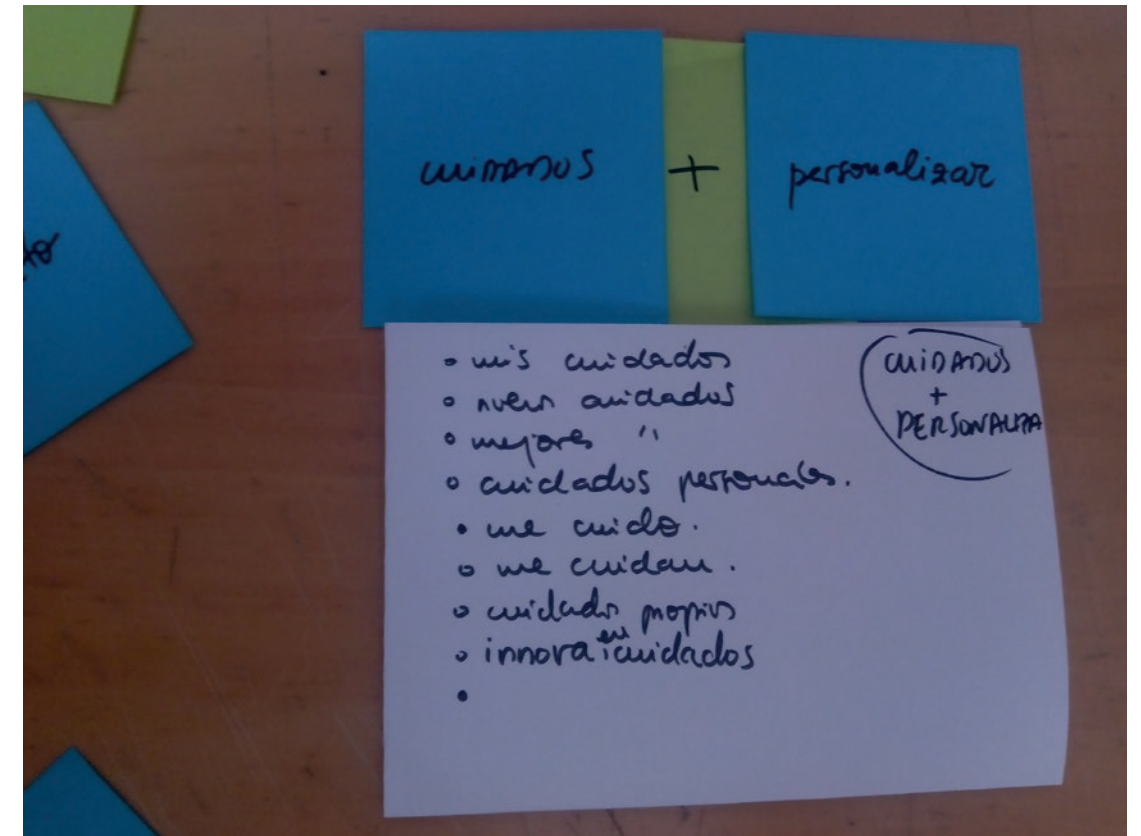 CUIDADOS + personalizar
• mis cuidados
• nuevos cuidados
• mejores "
• cuidados personales.
• me cuido.
• me cuidan.
• cuidados propios
• innova en cuidados
•
CUIDADOS
+
PERSONALIZA